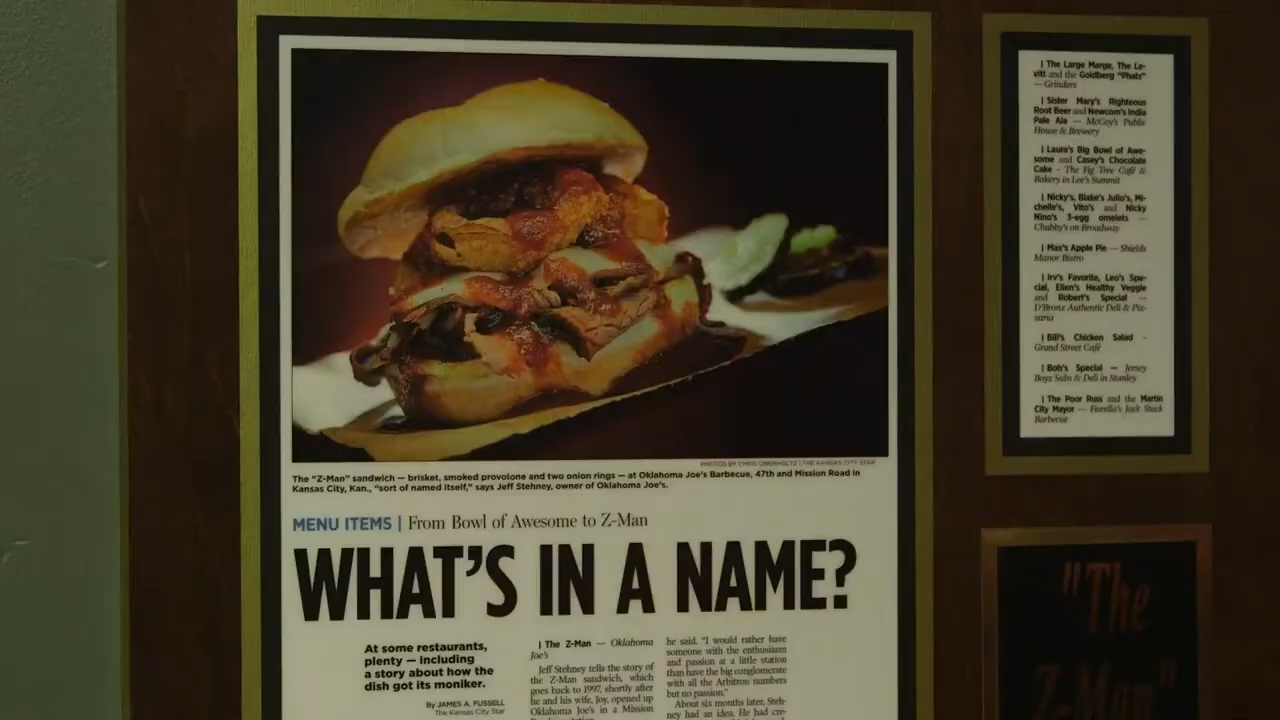 PHOTOS BY CHRIS OBERHOLTZ | THE KANSAS CITY STAR
The "Z-Man" sandwich — brisket, smoked provolone and two onion rings — at Oklahoma Joe's Barbecue, 47th and Mission Road in
Kansas City, Kan., "sort of named itself," says Jeff Stehney, owner of Oklahoma Joe's.
MENU ITEMS | From Bowl of Awesome to Z-Man
WHAT'S IN A NAME?
At some restaurants,
plenty — including
a story about how the
dish got its moniker.
By JAMES A. FUSSELL
The Kansas City Star
| The Z-Man — Oklahoma
Joe's
Jeff Stehney tells the story of
the Z-Man sandwich, which
goes back to 1997, shortly after
he and his wife, Joy, opened up
Oklahoma Joe's in a Mission
he said. "I would rather have
someone with the enthusiasm
and passion at a little station
than have the big conglomerate
with all the Arbitron numbers
but no passion."
About six months later, Steh-
ney had an idea. He had cre-
| The Large Marge, The Le-
vitt and the Goldberg "Phats"
— Grinders
| Sister Mary's Righteous
Root Beer and Newcom's India
Pale Ale — McCoy's Public
House & Brewery
| Laura's Big Bowl of Awe-
some and Casey's Chocolate
Cake - The Fig Tree Café &
Bakery in Lee's Summit
| Nicky's, Blake's Julio's, Mi-
chelle's, Vito's and Nicky
Nino's 3-egg omelets —
Chubby's on Broadway
| Max's Apple Pie — Shields
Manor Bistro
| Irv's Favorite, Leo's Spe-
cial, Ellen's Healthy Veggie
and Robert's Special —
D'Bronx Authentic Deli & Piz-
zaria
| Bill's Chicken Salad -
Grand Street Café
| Bob's Special — Jersey
Boyz Subs & Deli in Stanley
| The Poor Russ and the Martin
City Mayor — Fiorella's Jack Stack
Barbecue
"The
Z-Man"